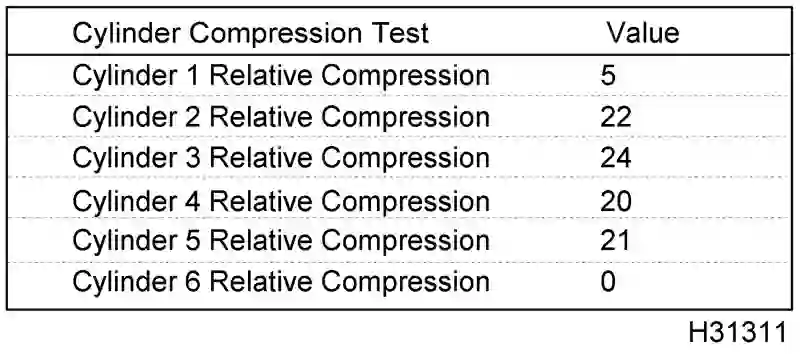 Cylinder Compression Test Value
Cylinder 1 Relative Compression 5
Cylinder 2 Relative Compression 22
Cylinder 3 Relative Compression 24
Cylinder 4 Relative Compression 20
Cylinder 5 Relative Compression 21
Cylinder 6 Relative Compression 0
H31311